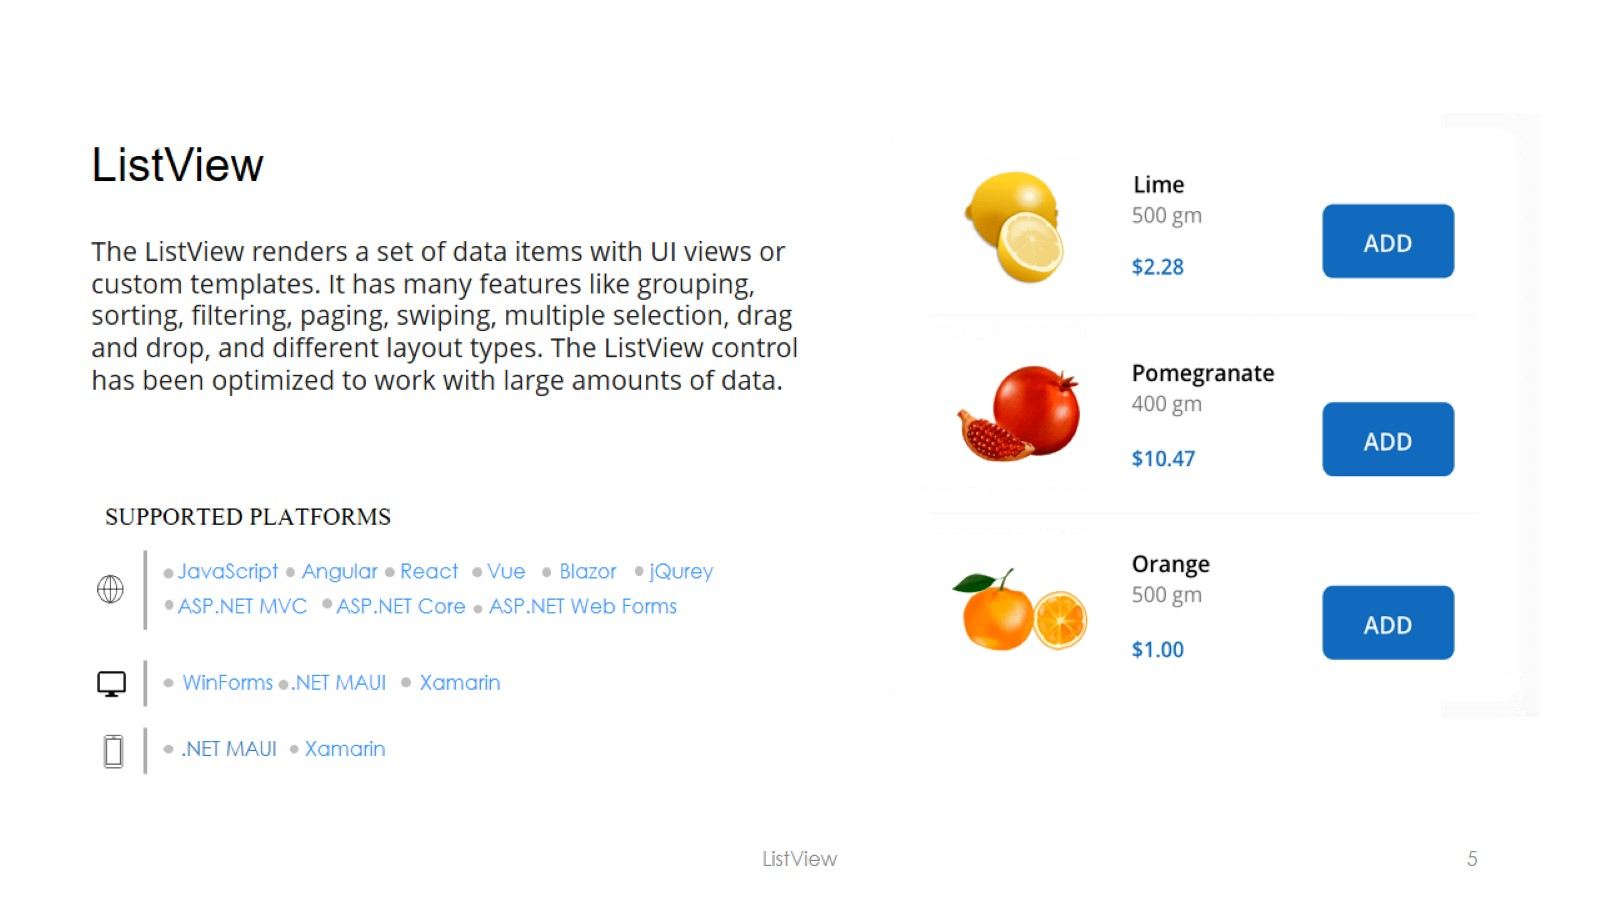 ListView
The ListView renders a set of data items with UI views or
custom templates. It has many features like grouping,
sorting, filtering, paging, swiping, multiple selection, drag
and drop, and different layout types. The ListView control
has been optimized to work with large amounts of data.
SUPPORTED PLATFORMS
• JavaScript • Angular • React • Vue • Blazor • jQurey
• ASP.NET MVC • ASP.NET Core • ASP.NET Web Forms
• WinForms • .NET MAUI • Xamarin
• .NET MAUI • Xamarin
Lime
500 gm
$2.28
ADD
Pomegranate
400 gm
$10.47
ADD
Orange
500 gm
$1.00
ADD
ListView
5